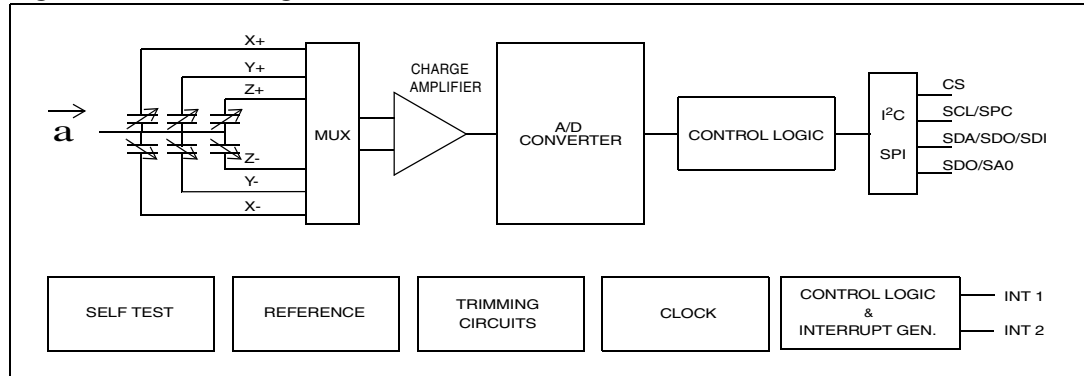 X+
Y+
Z+
CHARGE
AMPLIFIER
a
MUX
A/D
CONVERTER
CONTROL LOGIC
I²C
SPI
CS
SCL/SPC
SDA/SDO/SDI
SDO/SA0
Z-
Y-
X-
SELF TEST
REFERENCE
TRIMMING
CIRCUITS
CLOCK
CONTROL LOGIC
&
INTERRUPT GEN.
INT 1
INT 2